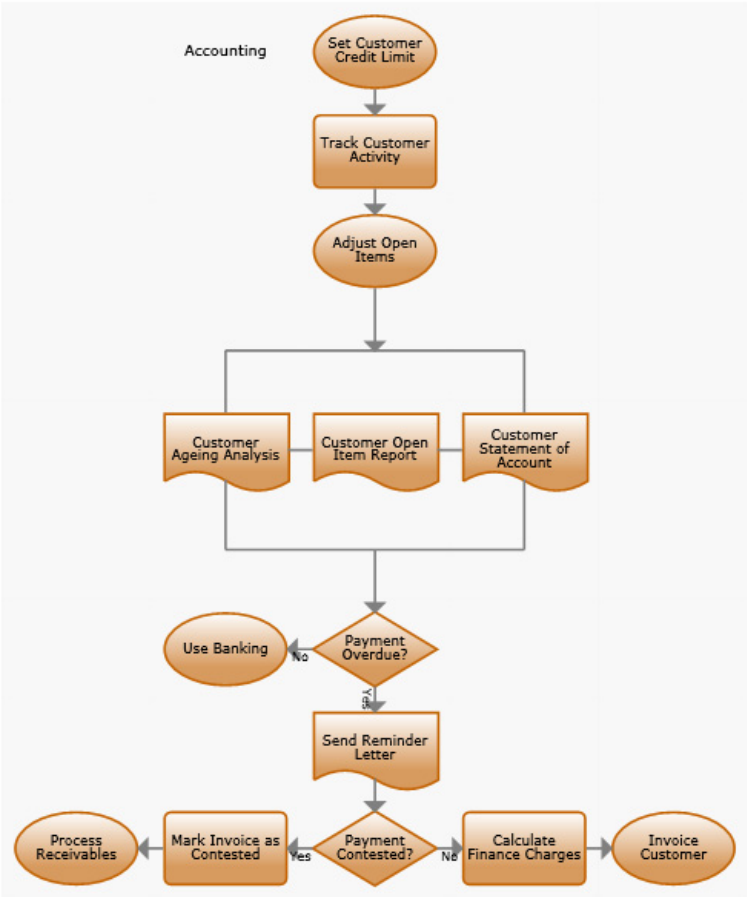 Accounting
Set Customer
Credit Limit
Track Customer
Activity
Adjust Open
Items
Customer
Ageing Analysis
Customer Open
Item Report
Customer
Statement of
Account
Use Banking
No
Payment
Overdue?
Yes
Send Reminder
Letter
Process
Receivables
Mark Invoice as
Contested
Yes
Payment
Contested?
No
Calculate
Finance Charges
Invoice
Customer